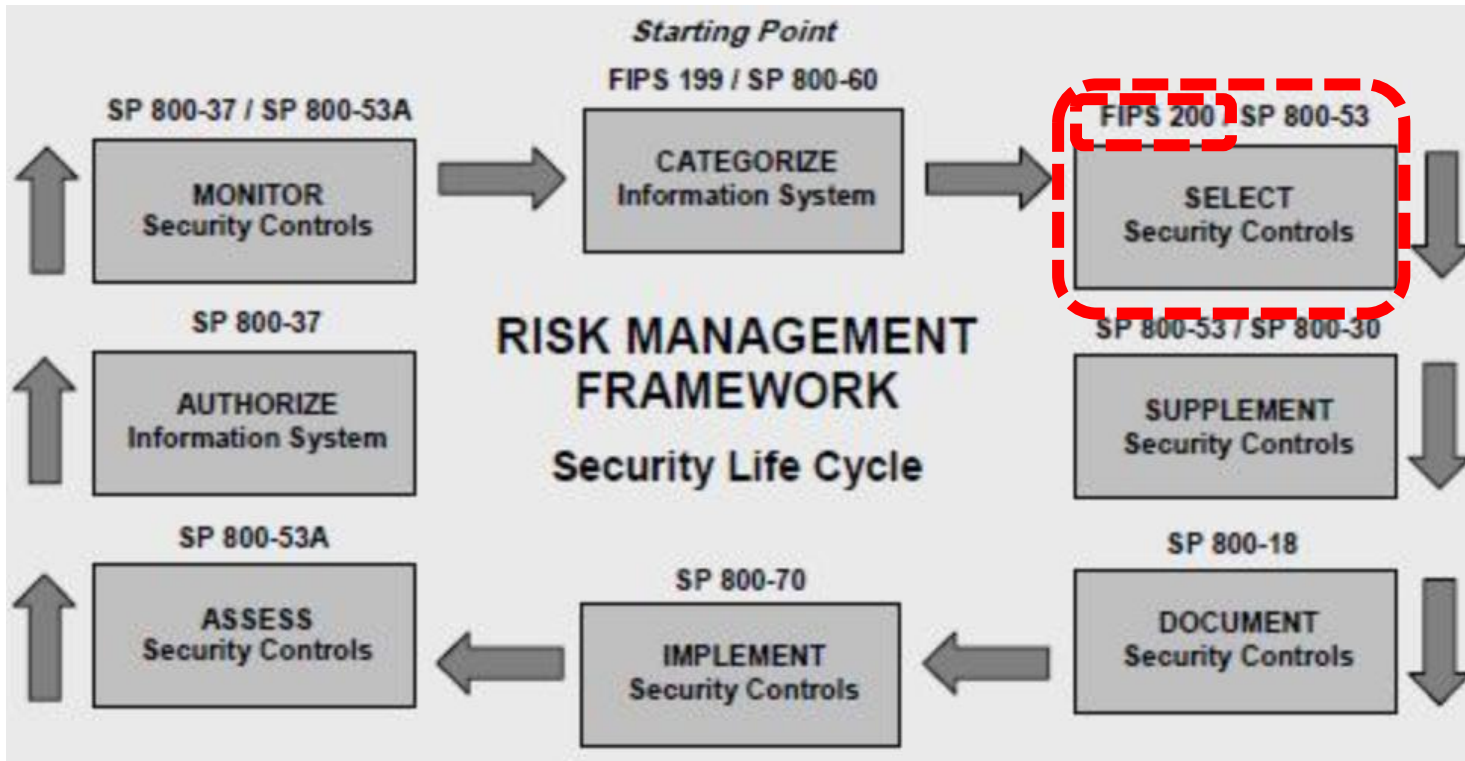 Starting Point
FIPS 199 / SP 800-60
CATEGORIZE
Information System
FIPS 200 / SP 800-53
SELECT
Security Controls
SP 800-53 / SP 800-30
SUPPLEMENT
Security Controls
SP 800-18
DOCUMENT
Security Controls
SP 800-70
IMPLEMENT
Security Controls
SP 800-53A
ASSESS
Security Controls
SP 800-37
AUTHORIZE
Information System
SP 800-37 / SP 800-53A
MONITOR
Security Controls
RISK MANAGEMENT
FRAMEWORK
Security Life Cycle